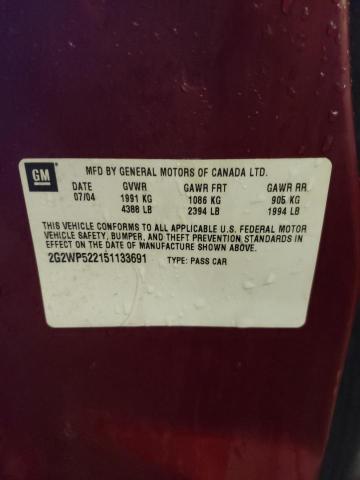 GM
MFD BY GENERAL MOTORS OF CANADA LTD.
DATE GVWR GAWR FRT GAWR RR
07/04 1991 KG 1086 KG 905 KG
4388 LB 2394 LB 1994 LB
THIS VEHICLE CONFORMS TO ALL APPLICABLE U.S. FEDERAL MOTOR
VEHICLE SAFETY, BUMPER, AND THEFT PREVENTION STANDARDS IN
EFFECT ON THE DATE OF MANUFACTURE SHOWN ABOVE.
2G2WP522151133691 TYPE: PASS CAR